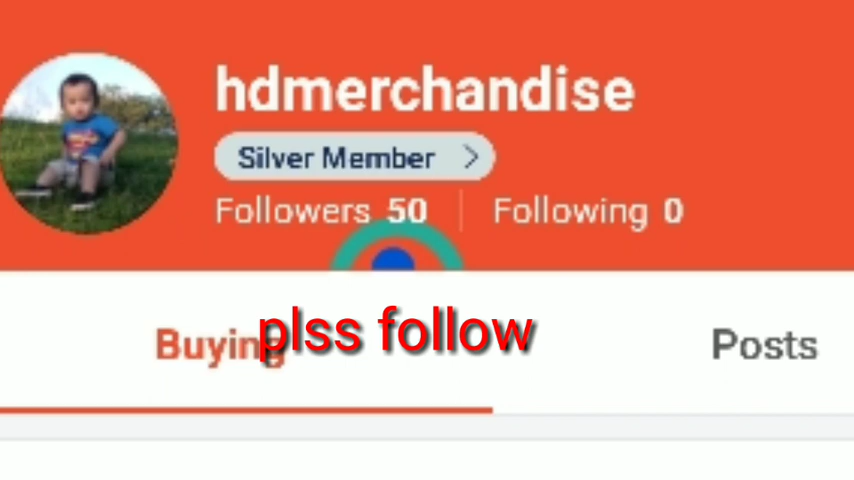 hdmerchandise
Silver Member
Followers 50 Following 0
Buying
plss follow
Posts